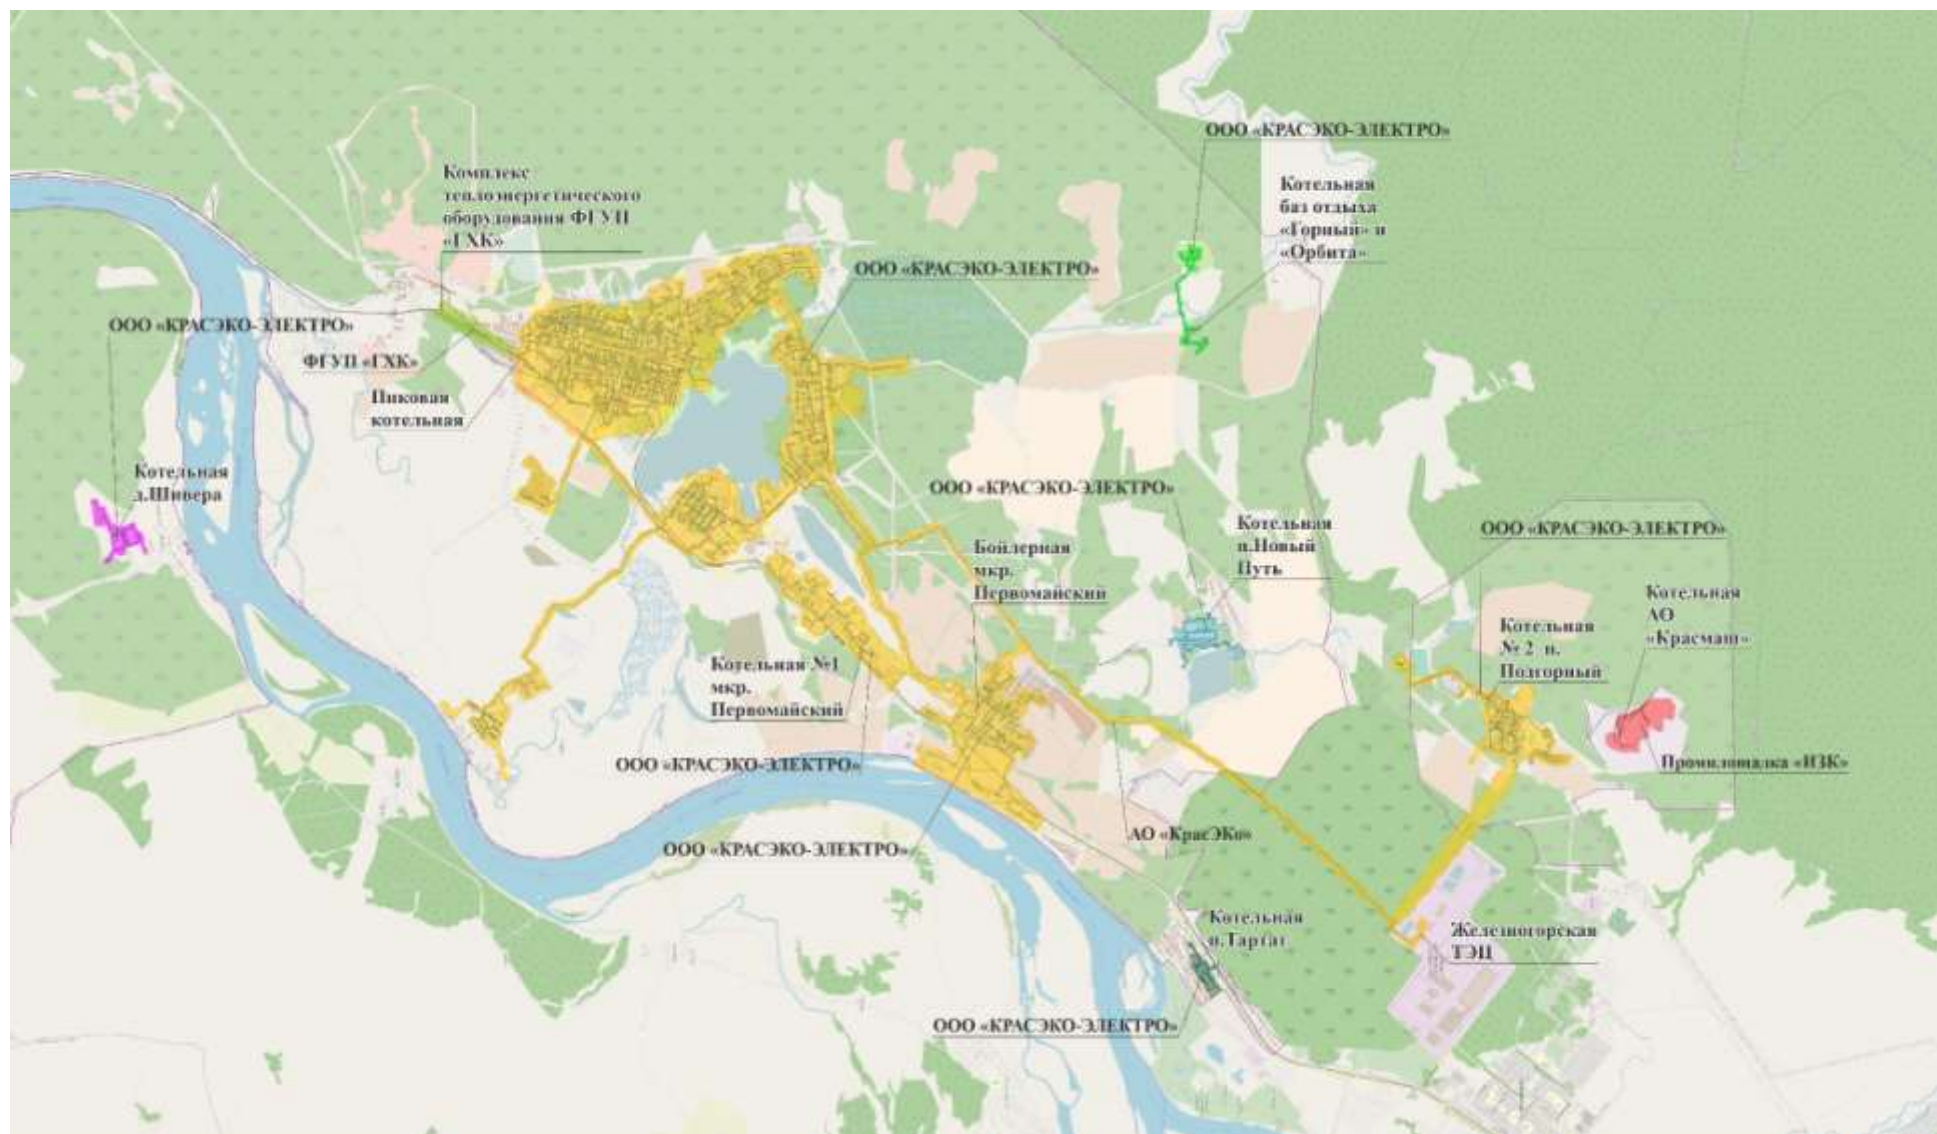 ООО «КРАСЭКО-ЭЛЕКТРО»
Комплекс
теплоэнергетического
оборудования ФГУП
«ГХК»
Котельная
баз отдыха
«Горный» и
«Орбита»
ООО «КРАСЭКО-ЭЛЕКТРО»
ООО «КРАСЭКО-ЭЛЕКТРО»
ФГУП «ГХК»
Пиковая
котельная
Котельная
д.Шивера
ООО «КРАСЭКО-ЭЛЕКТРО»
Котельная
п.Новый
Путь
ООО «КРАСЭКО-ЭЛЕКТРО»
Бойлерная
мкр.
Первомайский
Котельная
АО
«Красмаш»
Котельная
№ 2 п.
Подгорный
Котельная №1
мкр.
Первомайский
ООО «КРАСЭКО-ЭЛЕКТРО»
Промплощадка «ИЗК»
АО «КрасЭКо»
ООО «КРАСЭКО-ЭЛЕКТРО»
Котельная
п.Тартат
Железногорская
ТЭЦ
ООО «КРАСЭКО-ЭЛЕКТРО»